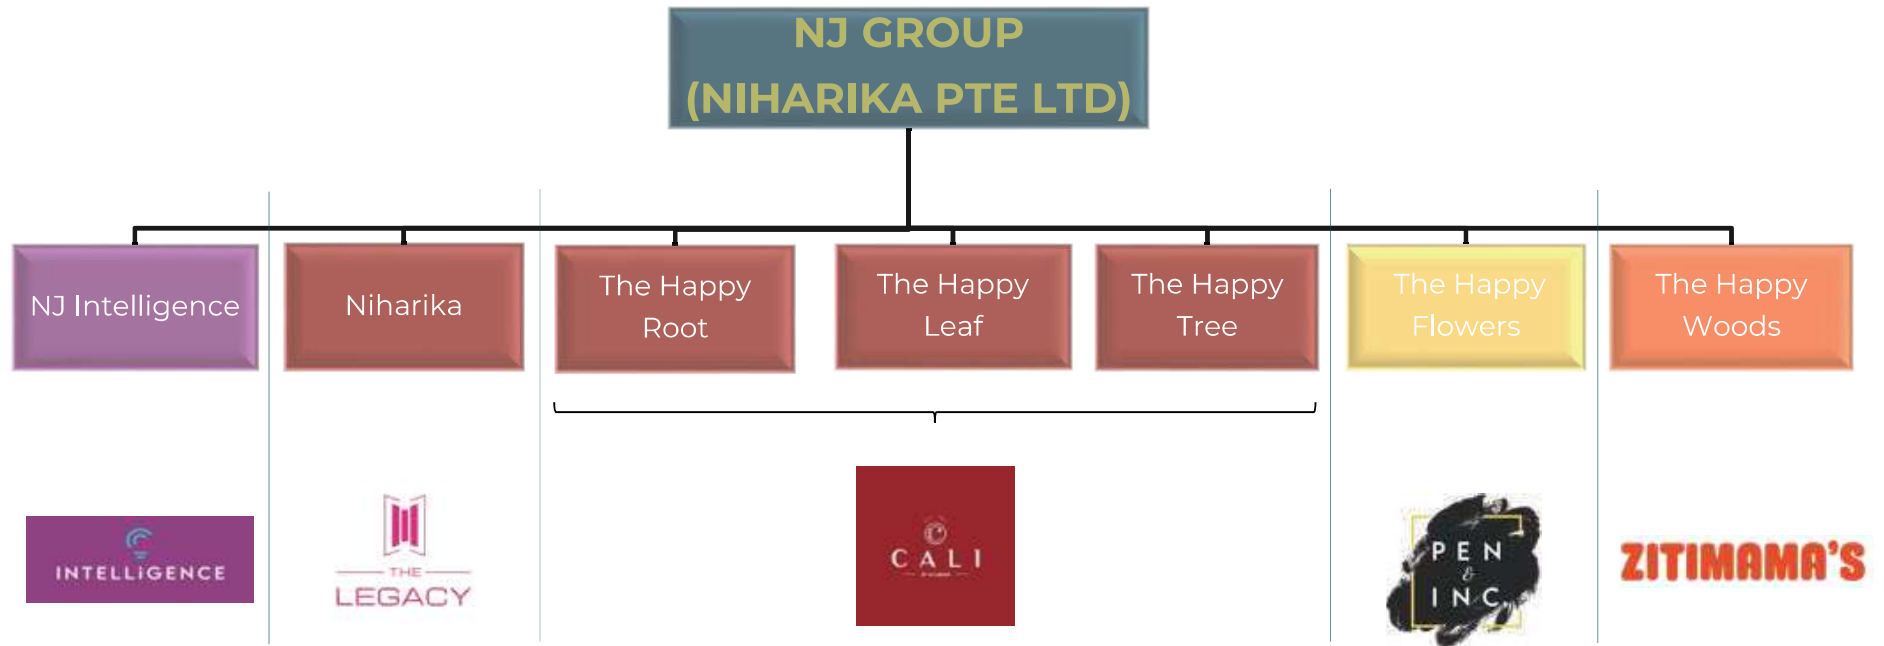 NJ GROUP
(NIHARIKA PTE LTD)
NJ Intelligence
Niharika
The Happy
Root
The Happy
Leaf
The Happy
Tree
The Happy
Flowers
The Happy
Woods
INTELLiGENCE
THE
LEGACY
CALI
PEN
&
INC.
ZITIMAMA'S